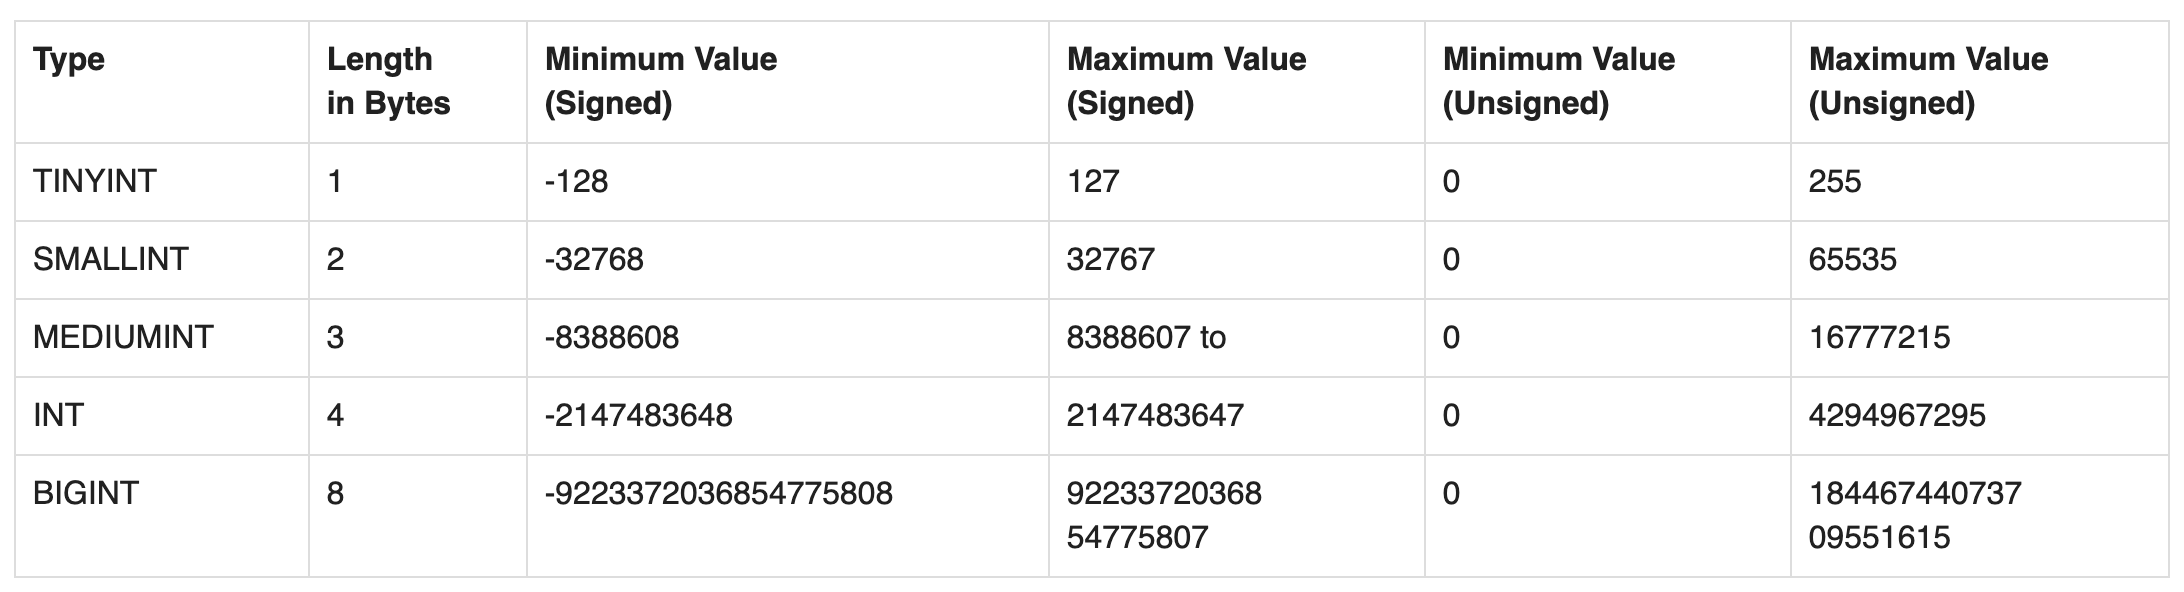 Type Length in Bytes Minimum Value (Signed) Maximum Value (Signed) Minimum Value (Unsigned) Maximum Value (Unsigned)
TINYINT 1 -128 127 0 255
SMALLINT 2 -32768 32767 0 65535
MEDIUMINT 3 -8388608 8388607 to 0 16777215
INT 4 -2147483648 2147483647 0 4294967295
BIGINT 8 -9223372036854775808 92233720368 0 184467440737
54775807 09551615